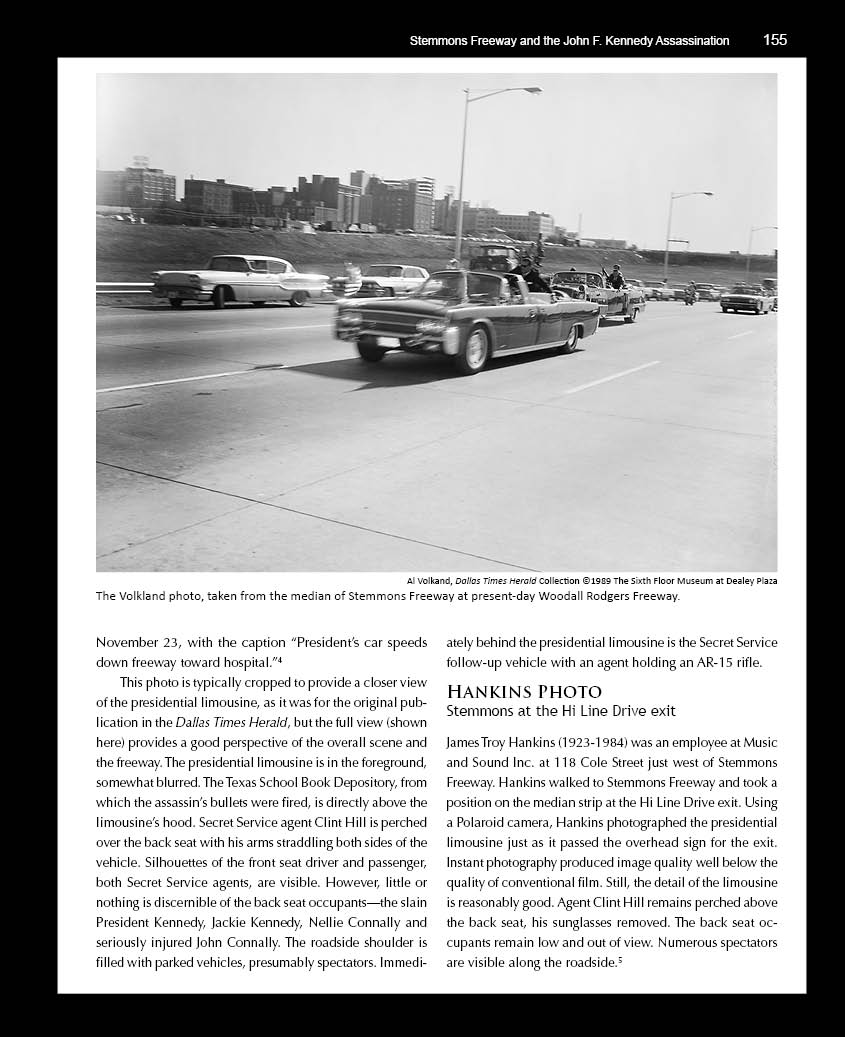 Stemmons Freeway and the John F. Kennedy Assassination 155
Al Volkand, Dallas Times Herald Collection ©1989 The Sixth Floor Museum at Dealey Plaza
The Volkland photo, taken from the median of Stemmons Freeway at present-day Woodall Rodgers Freeway.
November 23, with the caption “President’s car speeds
down freeway toward hospital.”⁴
This photo is typically cropped to provide a closer view
of the presidential limousine, as it was for the original pub-
lication in the Dallas Times Herald, but the full view (shown
here) provides a good perspective of the overall scene and
the freeway. The presidential limousine is in the foreground,
somewhat blurred. The Texas School Book Depository, from
which the assassin’s bullets were fired, is directly above the
limousine’s hood. Secret Service agent Clint Hill is perched
over the back seat with his arms straddling both sides of the
vehicle. Silhouettes of the front seat driver and passenger,
both Secret Service agents, are visible. However, little or
nothing is discernible of the back seat occupants—the slain
President Kennedy, Jackie Kennedy, Nellie Connally and
seriously injured John Connally. The roadside shoulder is
filled with parked vehicles, presumably spectators. Immedi-
ately behind the presidential limousine is the Secret Service
follow-up vehicle with an agent holding an AR-15 rifle.
HANKINS PHOTO
Stemmons at the Hi Line Drive exit
James Troy Hankins (1923-1984) was an employee at Music
and Sound Inc. at 118 Cole Street just west of Stemmons
Freeway. Hankins walked to Stemmons Freeway and took a
position on the median strip at the Hi Line Drive exit. Using
a Polaroid camera, Hankins photographed the presidential
limousine just as it passed the overhead sign for the exit.
Instant photography produced image quality well below the
quality of conventional film. Still, the detail of the limousine
is reasonably good. Agent Clint Hill remains perched above
the back seat, his sunglasses removed. The back seat oc-
cupants remain low and out of view. Numerous spectators
are visible along the roadside.⁵